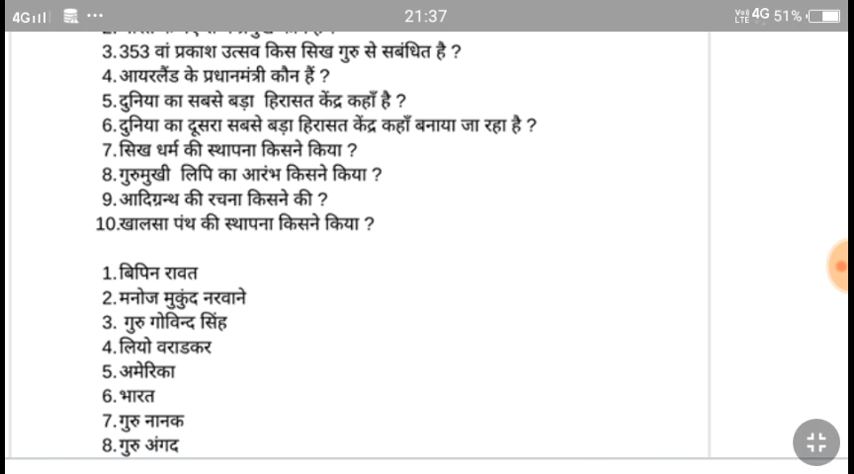 4G 21:37 VoD LTE 4G 51%
3.353 वां प्रकाश उत्सव किस सिख गुरु से सबंधित है ?
4.आयरलैंड के प्रधानमंत्री कौन हैं ?
5.दुनिया का सबसे बड़ा हिरासत केंद्र कहाँ है ?
6.दुनिया का दूसरा सबसे बड़ा हिरासत केंद्र कहाँ बनाया जा रहा है ?
7.सिख धर्म की स्थापना किसने किया ?
8.गुरुमुखी लिपि का आरंभ किसने किया ?
9.आदिग्रन्थ की रचना किसने की ?
10.खालसा पंथ की स्थापना किसने किया ?
1.बिपिन रावत
2.मनोज मुकुंद नरवाने
3. गुरु गोविन्द सिंह
4.लियो वराडकर
5.अमेरिका
6.भारत
7.गुरु नानक
8.गुरु अंगद